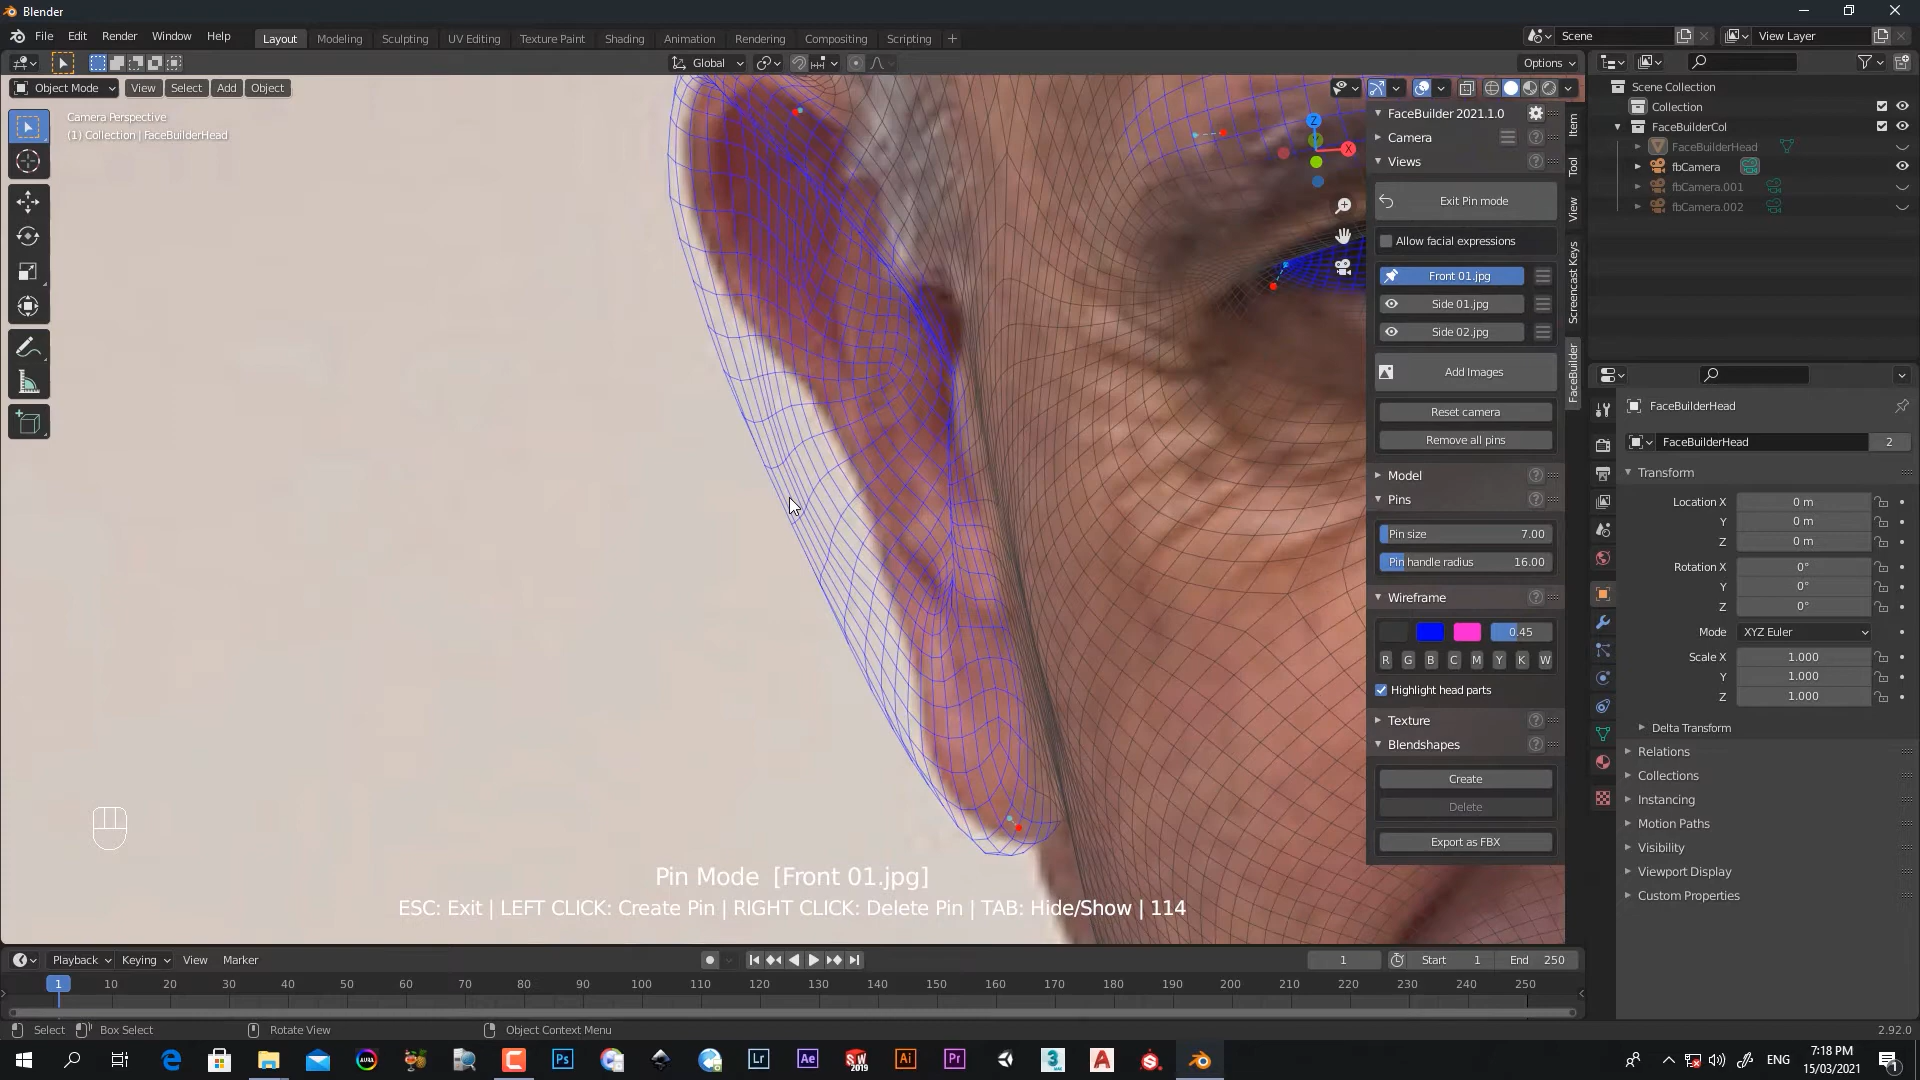 Blender
File Edit Render Window Help
Layout Modeling Sculpting UV Editing Texture Paint Shading Animation Rendering Compositing Scripting +
Scene
View Layer
Global
Options
Object Mode View Select Add Object
Camera Perspective
(1) Collection | FaceBuilderHead
Z
X
FaceBuilder 2021.1.0
Camera
Views
Exit Pin mode
Allow facial expressions
Front 01.jpg
Side 01.jpg
Side 02.jpg
Add Images
Reset camera
Remove all pins
Model
Pins
Pin size 7.00
Pin handle radius 16.00
Wireframe
0.45
R G B C M Y K W
Highlight head parts
Texture
Blendshapes
Create
Delete
Export as FBX
Item
Tool
View
Screencast Keys
FaceBuilder
Scene Collection
Collection
FaceBuilderCol
FaceBuilderHead
fbCamera
fbCamera.001
fbCamera.002
FaceBuilderHead
FaceBuilderHead 2
Transform
Location X 0 m
Y 0 m
Z 0 m
Rotation X 0°
Y 0°
Z 0°
Mode XYZ Euler
Scale X 1.000
Y 1.000
Z 1.000
Delta Transform
Relations
Collections
Instancing
Motion Paths
Visibility
Viewport Display
Custom Properties
Pin Mode [Front 01.jpg]
ESC: Exit | LEFT CLICK: Create Pin | RIGHT CLICK: Delete Pin | TAB: Hide/Show | 114
Playback Keying View Marker
1 Start 1 End 250
1 10 20 30 40 50 60 70 80 90 100 110 120 130 140 150 160 170 180 190 200 210 220 230 240 250
Select Box Select Rotate View Object Context Menu 2.92.0
AURA Ps Lr Ae SW 2019 Ai Pr 3 A S
ENG
7:18 PM
15/03/2021
1